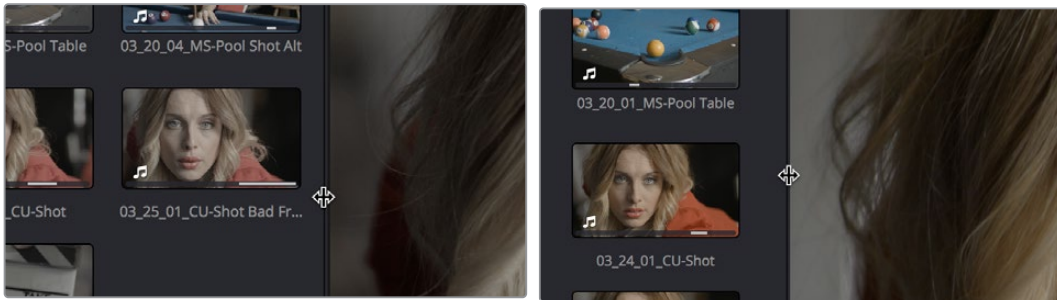 S-Pool Table
03_20_04_MS-Pool Shot Alt
_CU-Shot
03_25_01_CU-Shot Bad Fr...
03_20_01_MS-Pool Table
03_24_01_CU-Shot